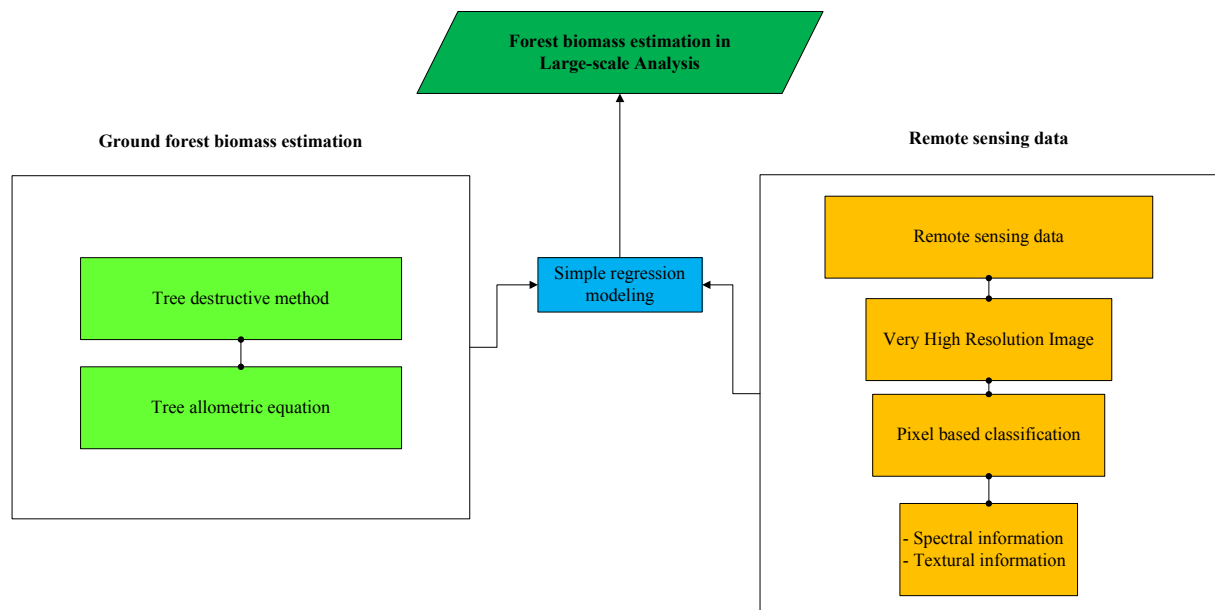 Forest biomass estimation in
Large-scale Analysis
Ground forest biomass estimation
Remote sensing data
Tree destructive method
Tree allometric equation
Simple regression
modeling
Remote sensing data
Very High Resolution Image
Pixel based classification
- Spectral information
- Textural information